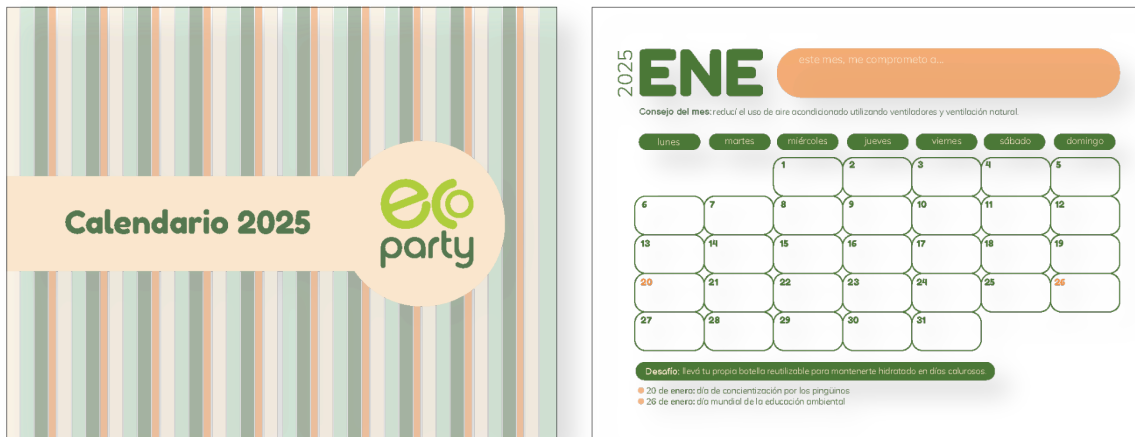 Calendario 2025
eco
party
2025
ENE
este mes, me comprometo a...
Consejo del mes: reducí el uso de aire acondicionado utilizando ventiladores y ventilación natural.
lunes martes miércoles jueves viernes sábado domingo
1 2 3 4 5
6 7 8 9 10 11 12
13 14 15 16 17 18 19
20 21 22 23 24 25 26
27 28 29 30 31
Desafío: llevá tu propia botella reutilizable para mantenerte hidratado en días calurosos.
20 de enero: día de concientización por los pingüinos
26 de enero: día mundial de la educación ambiental